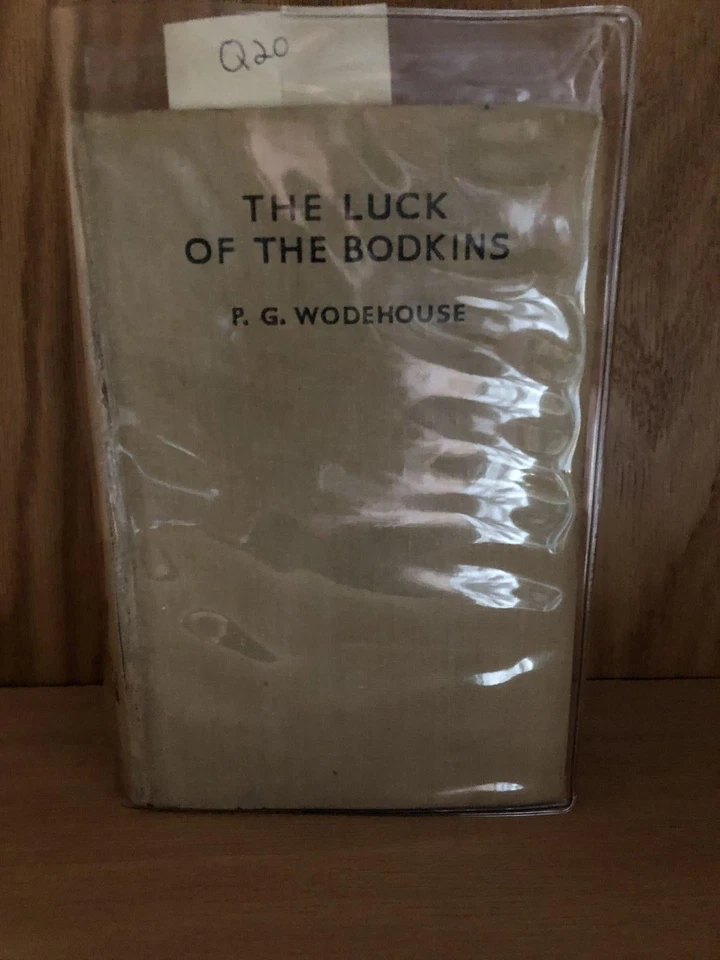 Q20
THE LUCK
OF THE BODKINS
P. G. WODEHOUSE